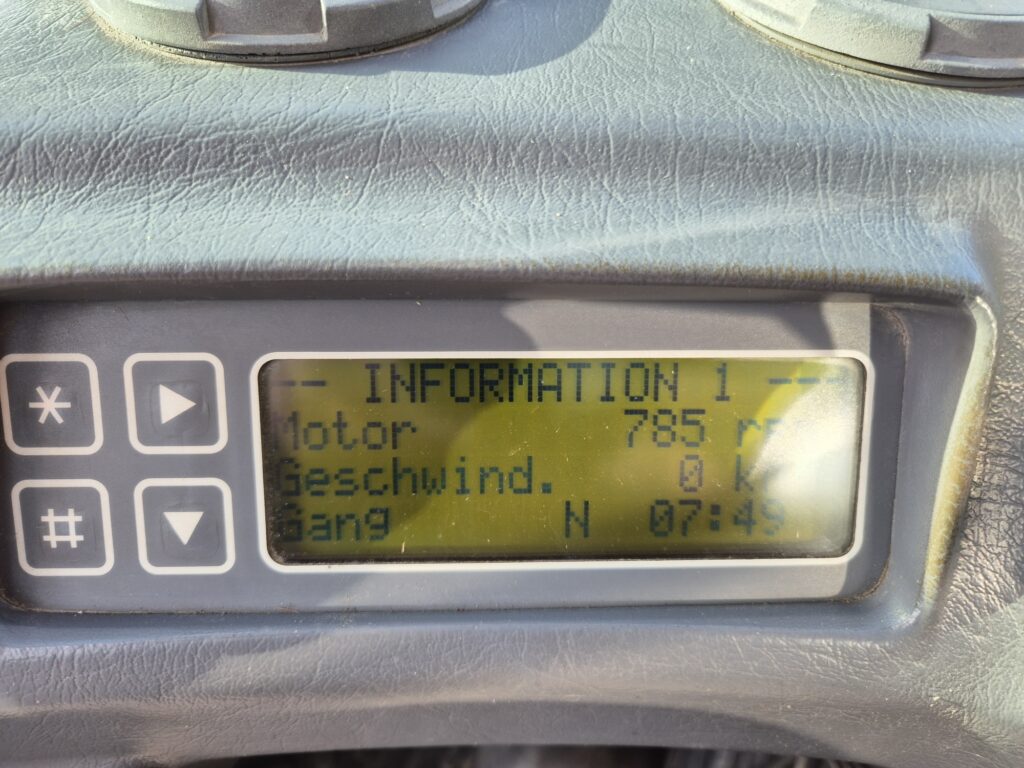 -- INFORMATION 1 ---
Motor 785
Geschwind. 0
Gang N 07:49
*
#